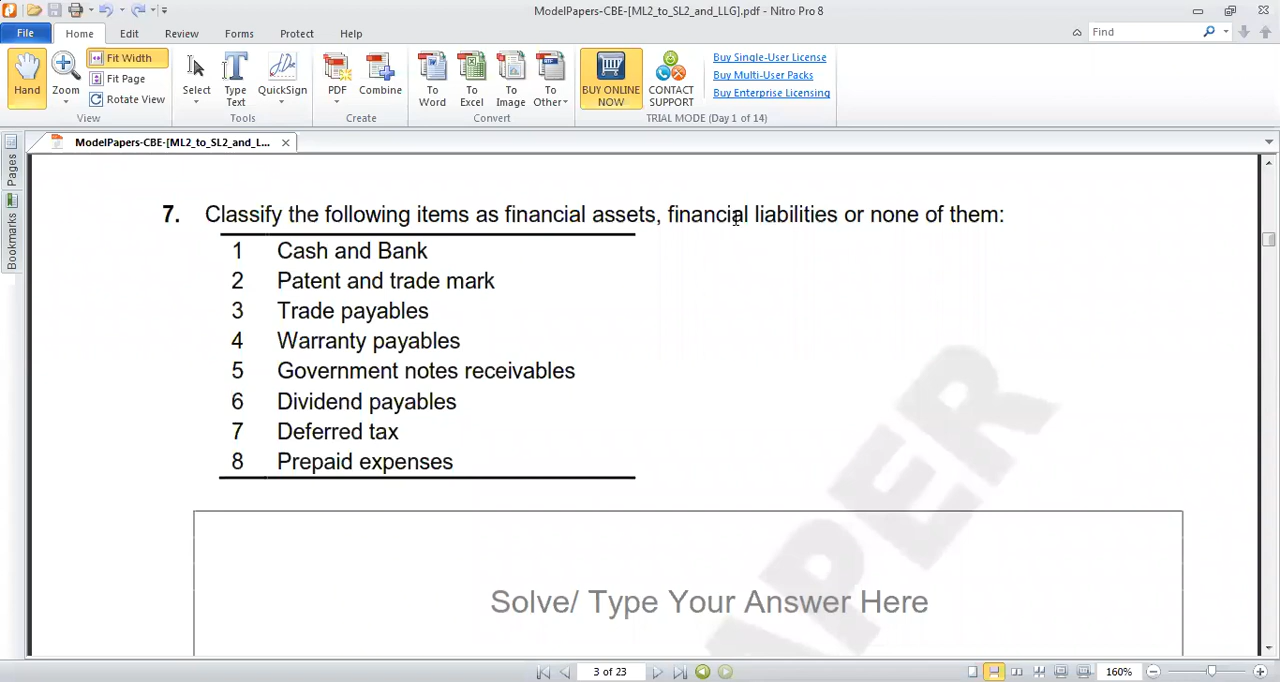 ModelPapers-CBE-[ML2_to_SL2_and_LLG].pdf - Nitro Pro 8
File Home Edit Review Forms Protect Help Find
Hand Zoom Fit Width Fit Page Rotate View Select Type Text QuickSign PDF Combine To Word To Excel To Image To Other BUY ONLINE NOW CONTACT SUPPORT Buy Single-User License
Buy Multi-User Packs
Buy Enterprise Licensing
View Tools Create Convert TRIAL MODE (Day 1 of 14)
ModelPapers-CBE-[ML2_to_SL2_and_L...
Pages
Bookmarks
7. Classify the following items as financial assets, financial liabilities or none of them:
1 Cash and Bank
2 Patent and trade mark
3 Trade payables
4 Warranty payables
5 Government notes receivables
6 Dividend payables
7 Deferred tax
8 Prepaid expenses
Solve/ Type Your Answer Here
APER
3 of 23 160%